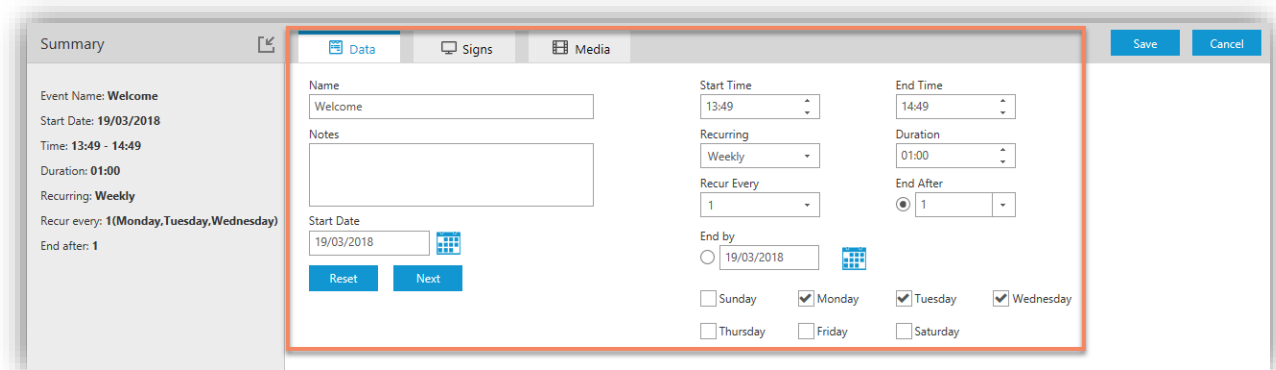 Summary
Event Name: Welcome
Start Date: 19/03/2018
Time: 13:49 - 14:49
Duration: 01:00
Recurring: Weekly
Recur every: 1(Monday,Tuesday,Wednesday)
End after: 1
Data Signs Media
Save Cancel
Name
Welcome
Notes
Start Date
19/03/2018
Reset Next
Start Time End Time
13:49 14:49
Recurring Duration
Weekly 01:00
Recur Every End After
1 1
End by
19/03/2018
Sunday Monday Tuesday Wednesday
Thursday Friday Saturday